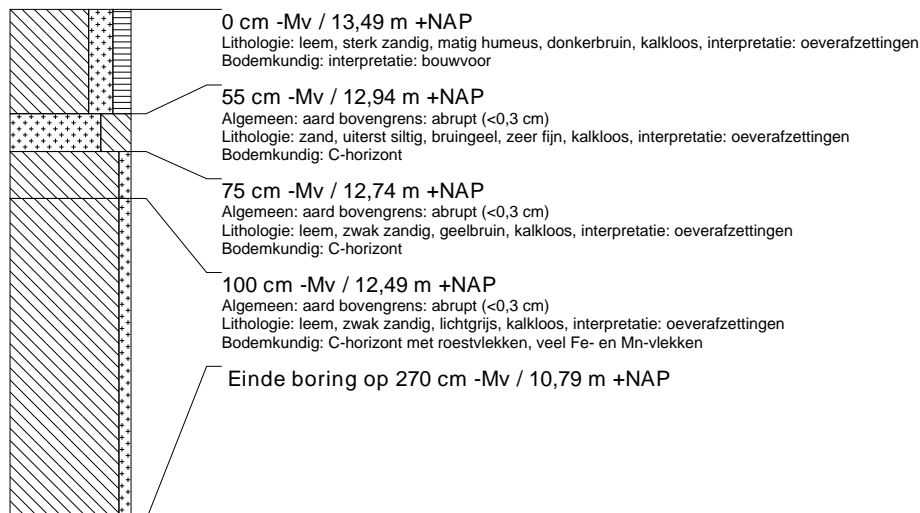 0 cm -Mv / 13,49 m +NAP
Lithologie: leem, sterk zandig, matig humeus, donkerbruin, kalkloos, interpretatie: oeverafzettingen
Bodemkundig: interpretatie: bouwvoor
55 cm -Mv / 12,94 m +NAP
Algemeen: aard bovengrens: abrupt (<0,3 cm)
Lithologie: zand, uiterst siltig, bruingeel, zeer fijn, kalkloos, interpretatie: oeverafzettingen
Bodemkundig: C-horizont
75 cm -Mv / 12,74 m +NAP
Algemeen: aard bovengrens: abrupt (<0,3 cm)
Lithologie: leem, zwak zandig, geelbruin, kalkloos, interpretatie: oeverafzettingen
Bodemkundig: C-horizont
100 cm -Mv / 12,49 m +NAP
Algemeen: aard bovengrens: abrupt (<0,3 cm)
Lithologie: leem, zwak zandig, lichtgrijs, kalkloos, interpretatie: oeverafzettingen
Bodemkundig: C-horizont met roestvlekken, veel Fe- en Mn-vlekken
Einde boring op 270 cm -Mv / 10,79 m +NAP